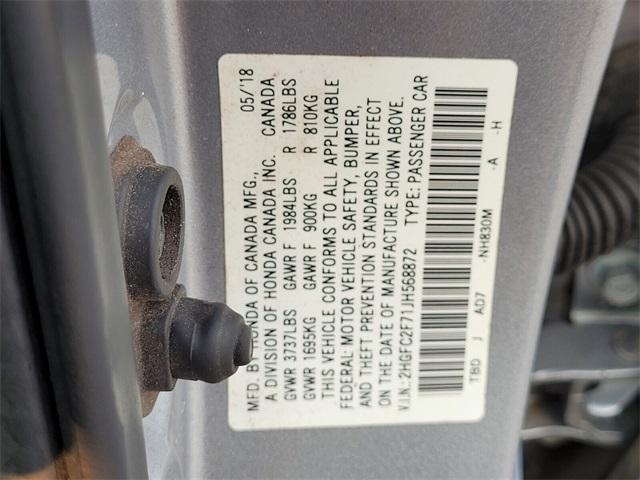 MFD. BY HONDA OF CANADA MFG., 05/'18
A DIVISION OF HONDA CANADA INC. CANADA.
GVWR 3737LBS GAWR F 1984LBS R 1786LBS
GVWR 1695KG GAWR F 900KG R 810KG
THIS VEHICLE CONFORMS TO ALL APPLICABLE
FEDERAL MOTOR VEHICLE SAFETY, BUMPER,
AND THEFT PREVENTION STANDARDS IN EFFECT
ON THE DATE OF MANUFACTURE SHOWN ABOVE.
V.I.N.: 2HGFC2F71JH568872 TYPE: PASSENGER CAR
TBD J AD7 -NH830M -A -H